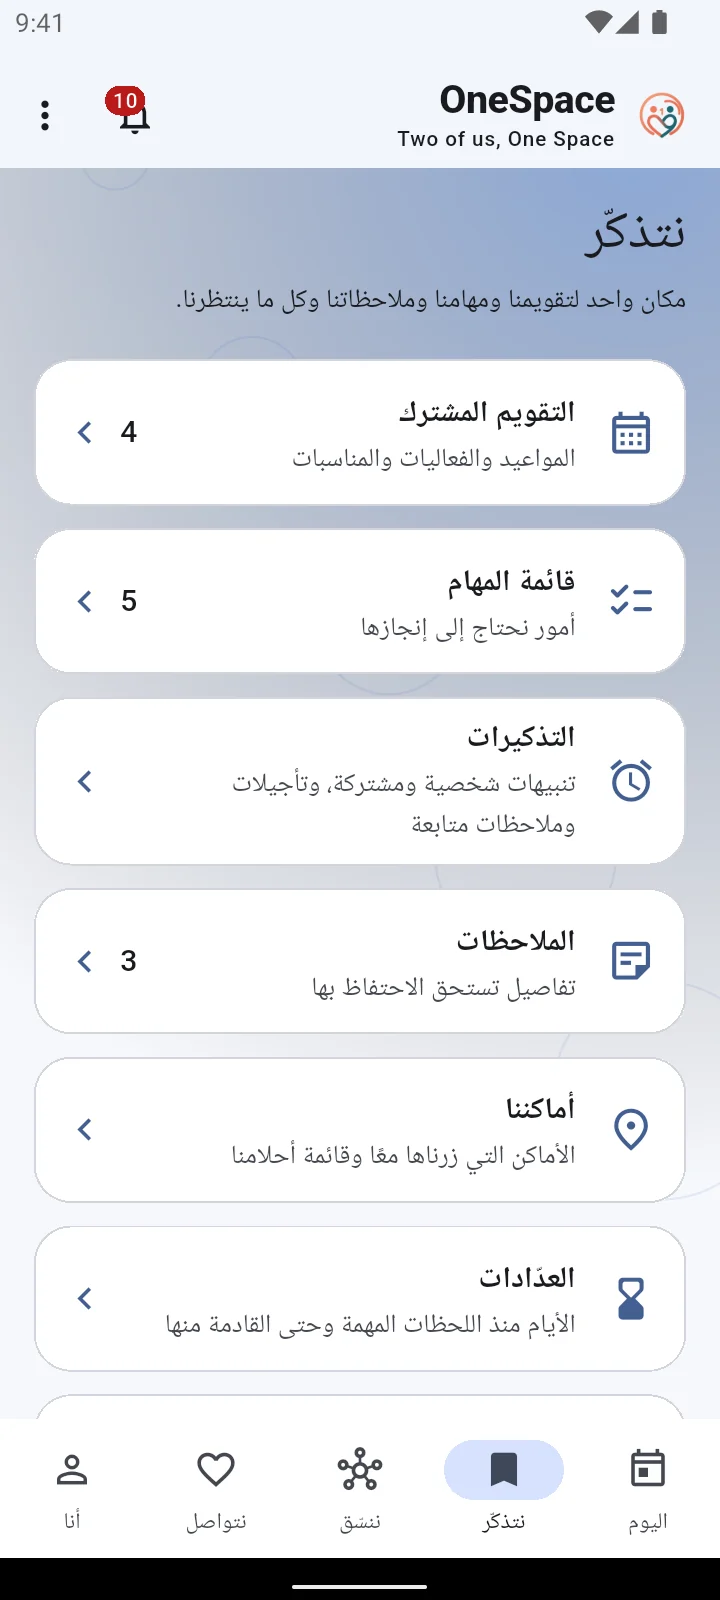 9:41
OneSpace
Two of us, One Space
10
نتذكّر
مكان واحد لتقويمنا ومهامنا وملاحظاتنا وكل ما ينتظرنا.
التقويم المشترك
المواعيد والفعاليات والمناسبات
4
قائمة المهام
أمور نحتاج إلى إنجازها
5
التذكيرات
تنبيهات شخصية ومشتركة، وتأجيلات
وملاحظات متابعة
الملاحظات
تفاصيل تستحق الاحتفاظ بها
3
أماكننا
الأماكن التي زرناها معًا وقائمة أحلامنا
العدّادات
الأيام منذ اللحظات المهمة وحتى القادمة منها
اليوم
نتذكّر
ننسّق
نتواصل
أنا